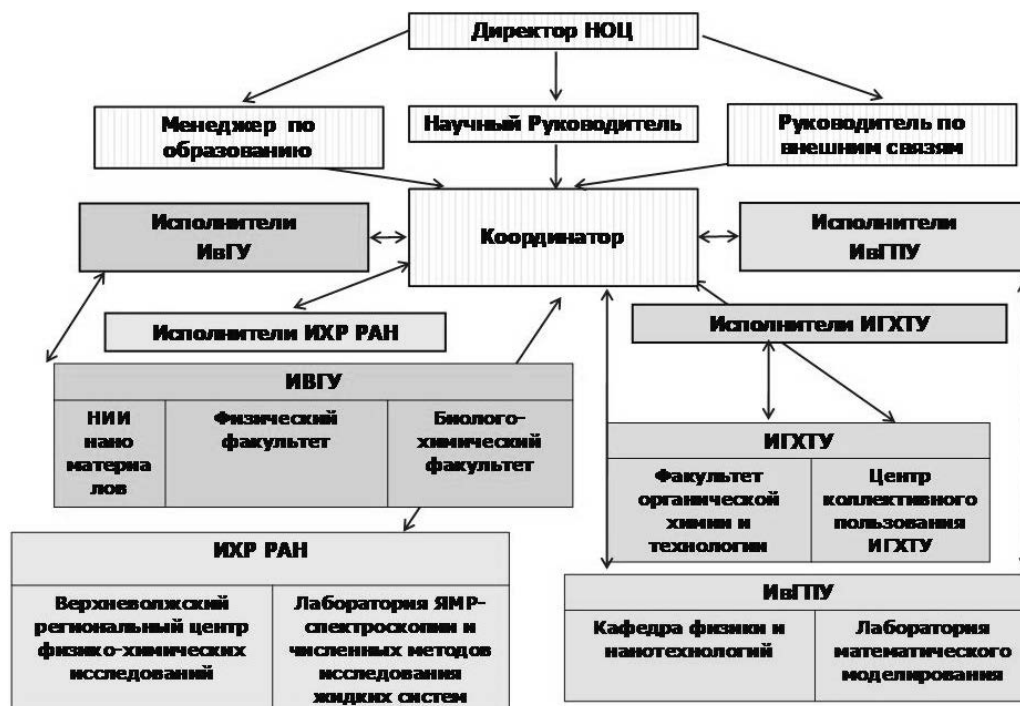 Директор НОЦ
Менеджер по
образованию
Научный Руководитель
Руководитель по
внешним связям
Исполнители
ИвГУ
Координатор
Исполнители
ИвГПУ
Исполнители ИХР РАН
Исполнители ИГХТУ
ИВГУ
НИИ
нано
материа
лов
Физический
факультет
Биолого-
химический
факультет
ИГХТУ
Факультет
органической
химии и
технологии
Центр
коллективного
пользования
ИГХТУ
ИХР РАН
Верхневолжский
региональный центр
физико-химических
исследований
Лаборатория ЯМР-
спектроскопии и
численных методов
исследования
жидких систем
ИвГПУ
Кафедра физики и
нанотехнологий
Лаборатория
математического
моделирования